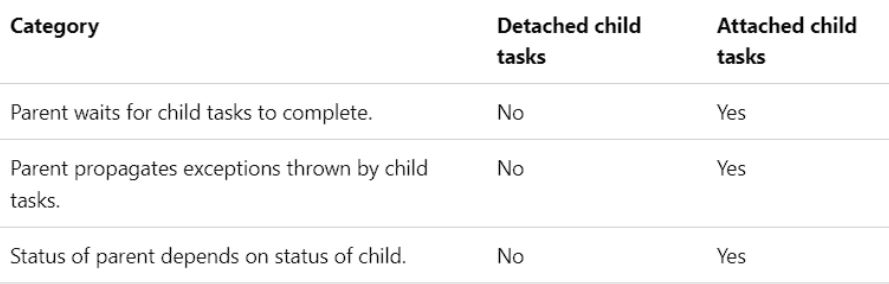 Category Detached child Attached child
tasks tasks
Parent waits for child tasks to complete. No Yes
Parent propagates exceptions thrown by child No Yes
tasks.
Status of parent depends on status of child. No Yes